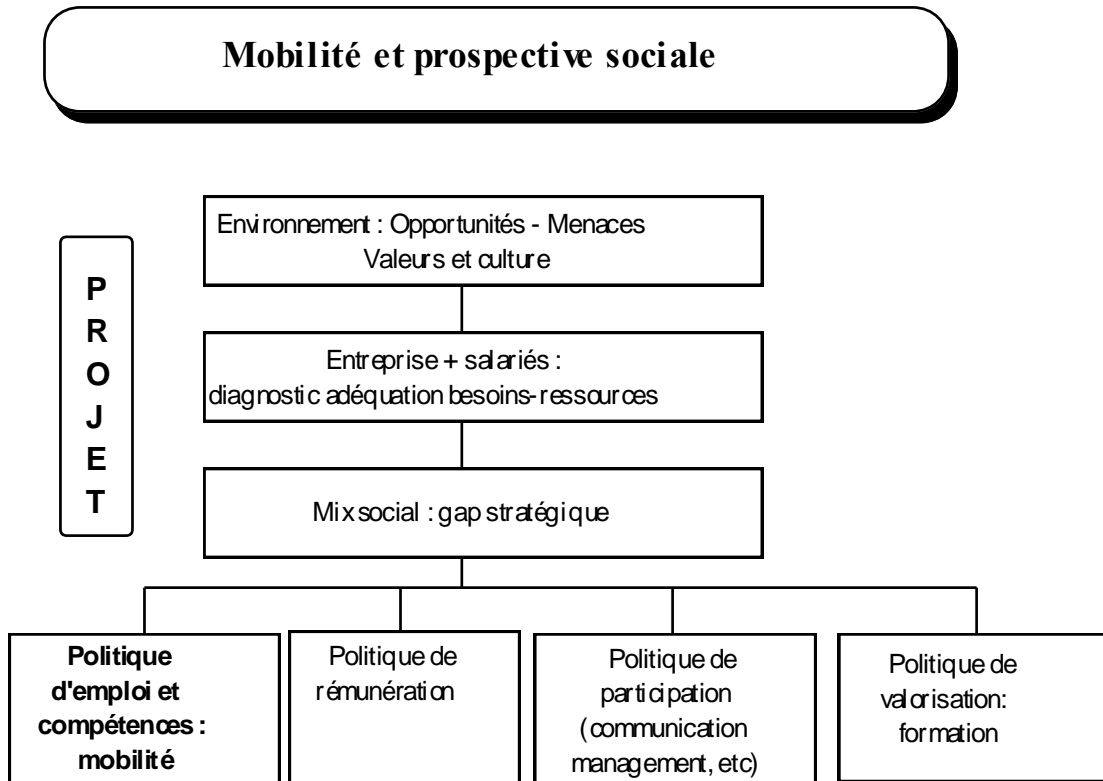 Mobilité et prospective sociale
P
R
O
J
E
T
Environnement : Opportunités - Menaces
Valeurs et culture
Entreprise + salariés :
diagnostic adéquation besoins-ressources
Mix social : gap stratégique
Politique
d'emploi et
compétences :
mobilité
Politique de
rémunération
Politique de
participation
(communication
management, etc)
Politique de
valorisation:
formation